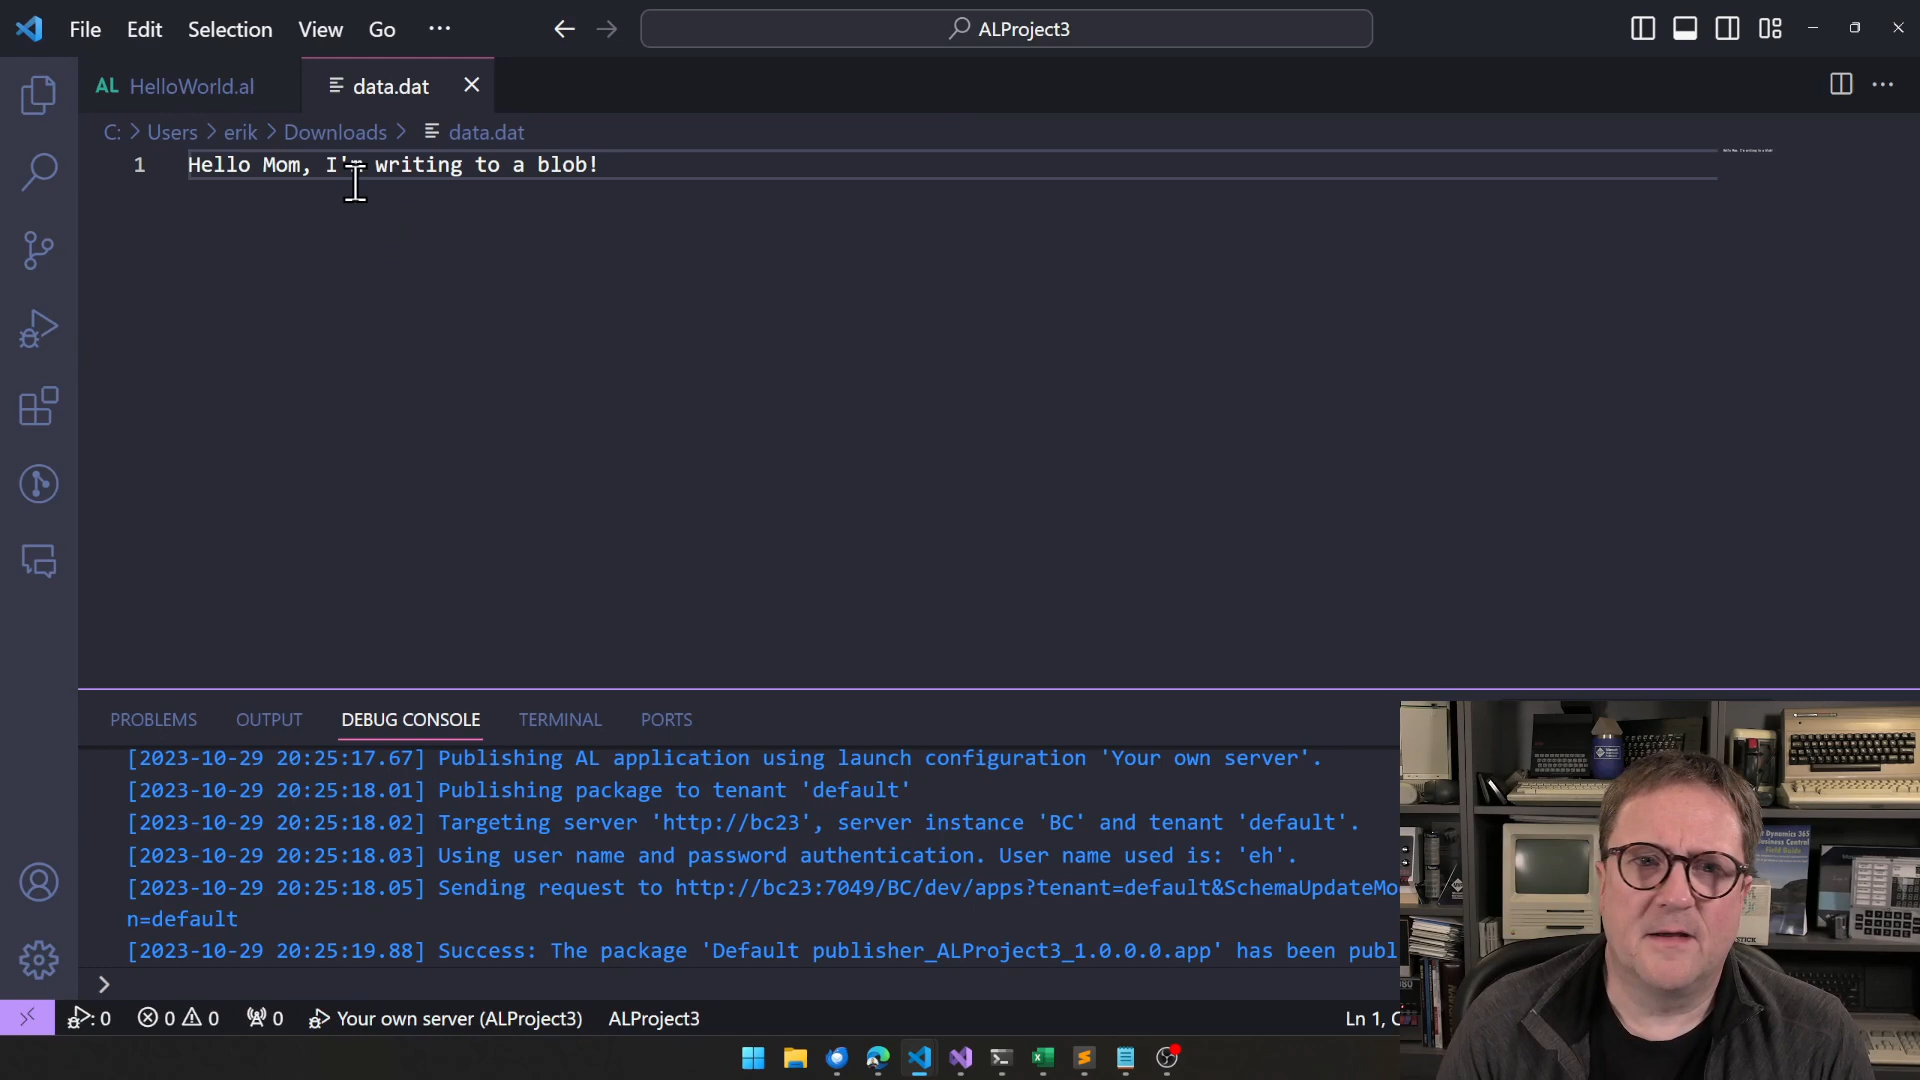 File Edit Selection View Go ··· ALProject3
AL HelloWorld.al data.dat
C: > Users > erik > Downloads > data.dat
1 Hello Mom, I'm writing to a blob!
PROBLEMS OUTPUT DEBUG CONSOLE TERMINAL PORTS
[2023-10-29 20:25:17.67] Publishing AL application using launch configuration 'Your own server'.
[2023-10-29 20:25:18.01] Publishing package to tenant 'default'
[2023-10-29 20:25:18.02] Targeting server 'http://bc23', server instance 'BC' and tenant 'default'.
[2023-10-29 20:25:18.03] Using user name and password authentication. User name used is: 'eh'.
[2023-10-29 20:25:18.05] Sending request to http://bc23:7049/BC/dev/apps?tenant=default&SchemaUpdateMo
n=default
[2023-10-29 20:25:19.88] Success: The package 'Default publisher_ALProject3_1.0.0.0.app' has been publ
>
: 0 0 0 0 Your own server (ALProject3) ALProject3 Ln 1, C
Dynamics 365
Business Central
Field Guide